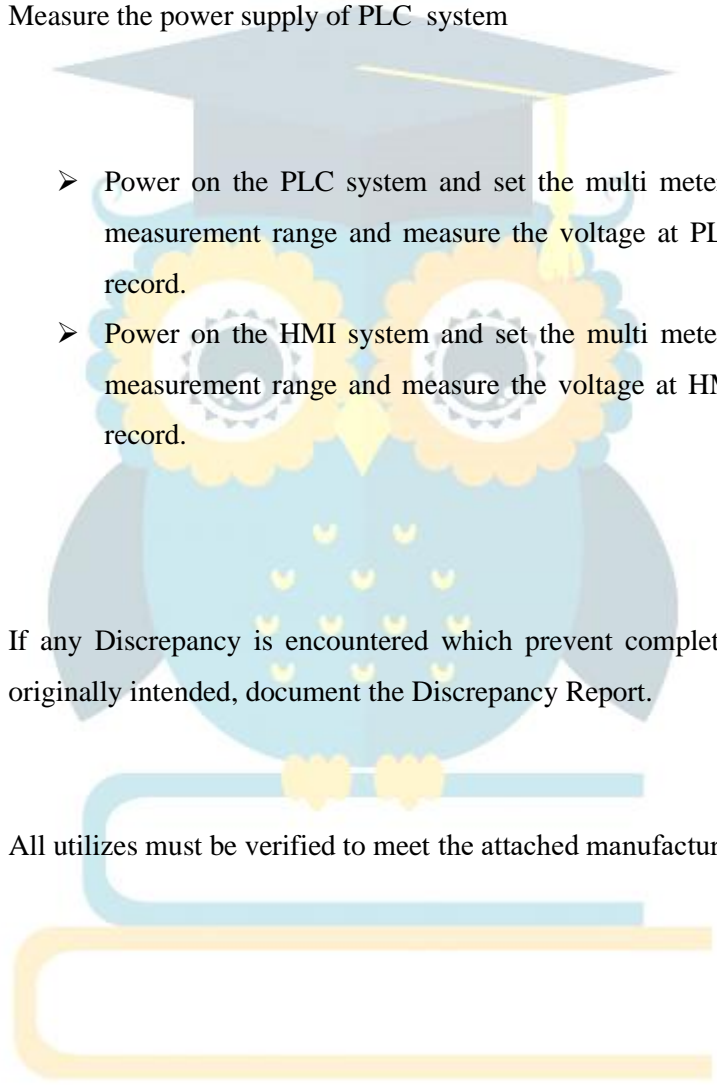 Measure the power supply of PLC system
➢ Power on the PLC system and set the multi meter
measurement range and measure the voltage at PL
record.
➢ Power on the HMI system and set the multi meter
measurement range and measure the voltage at HM
record.
If any Discrepancy is encountered which prevent complet
originally intended, document the Discrepancy Report.
All utilizes must be verified to meet the attached manufactur